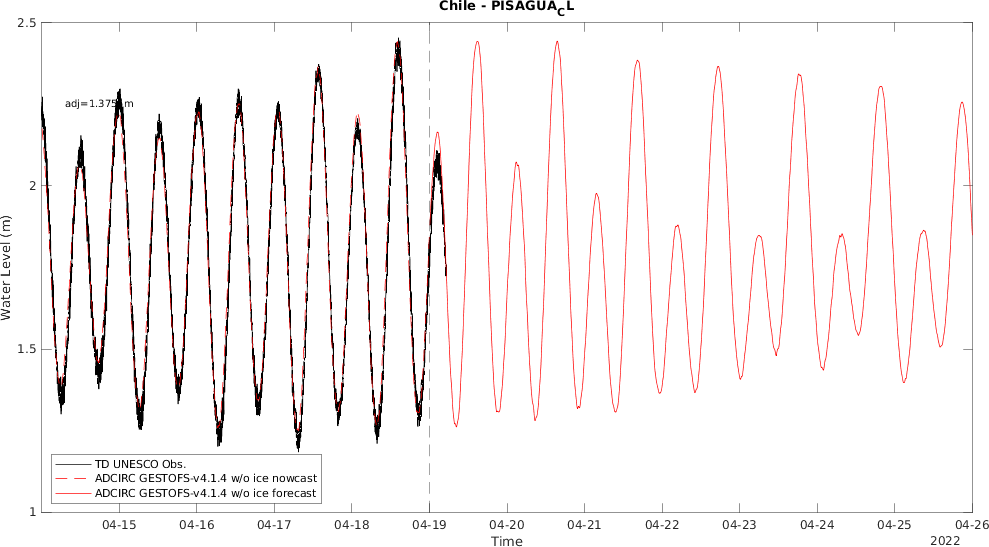 Chile - PISAGUA_CL
2.5
2
1.5
1
Water Level (m)
adj=1.375 m
TD UNESCO Obs.
ADCIRC GESTOFS-v4.1.4 w/o ice nowcast
ADCIRC GESTOFS-v4.1.4 w/o ice forecast
04-15 04-16 04-17 04-18 04-19 04-20 04-21 04-22 04-23 04-24 04-25 04-26
Time
2022